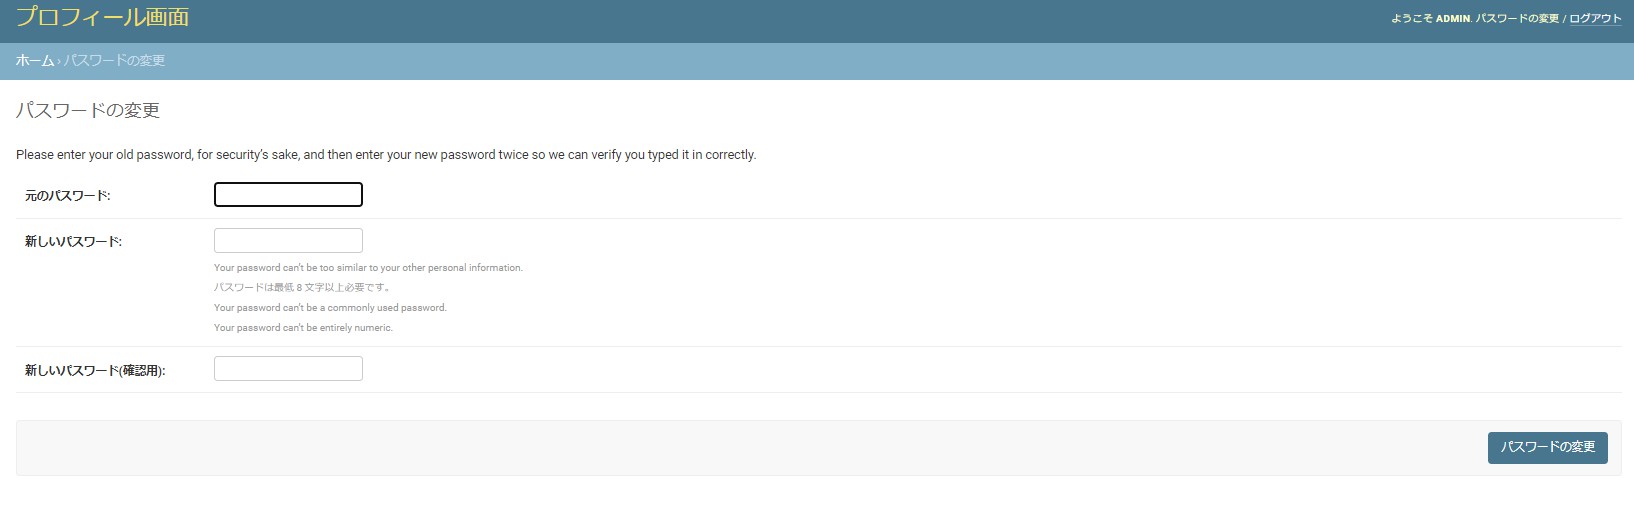 プロフィール画面
ようこそ ADMIN. パスワードの変更 / ログアウト
ホーム › パスワードの変更
パスワードの変更
Please enter your old password, for security’s sake, and then enter your new password twice so we can verify you typed it in correctly.
元のパスワード:
新しいパスワード:
Your password can’t be too similar to your other personal information.
パスワードは最低 8 文字以上必要です。
Your password can’t be a commonly used password.
Your password can’t be entirely numeric.
新しいパスワード(確認用):
パスワードの変更